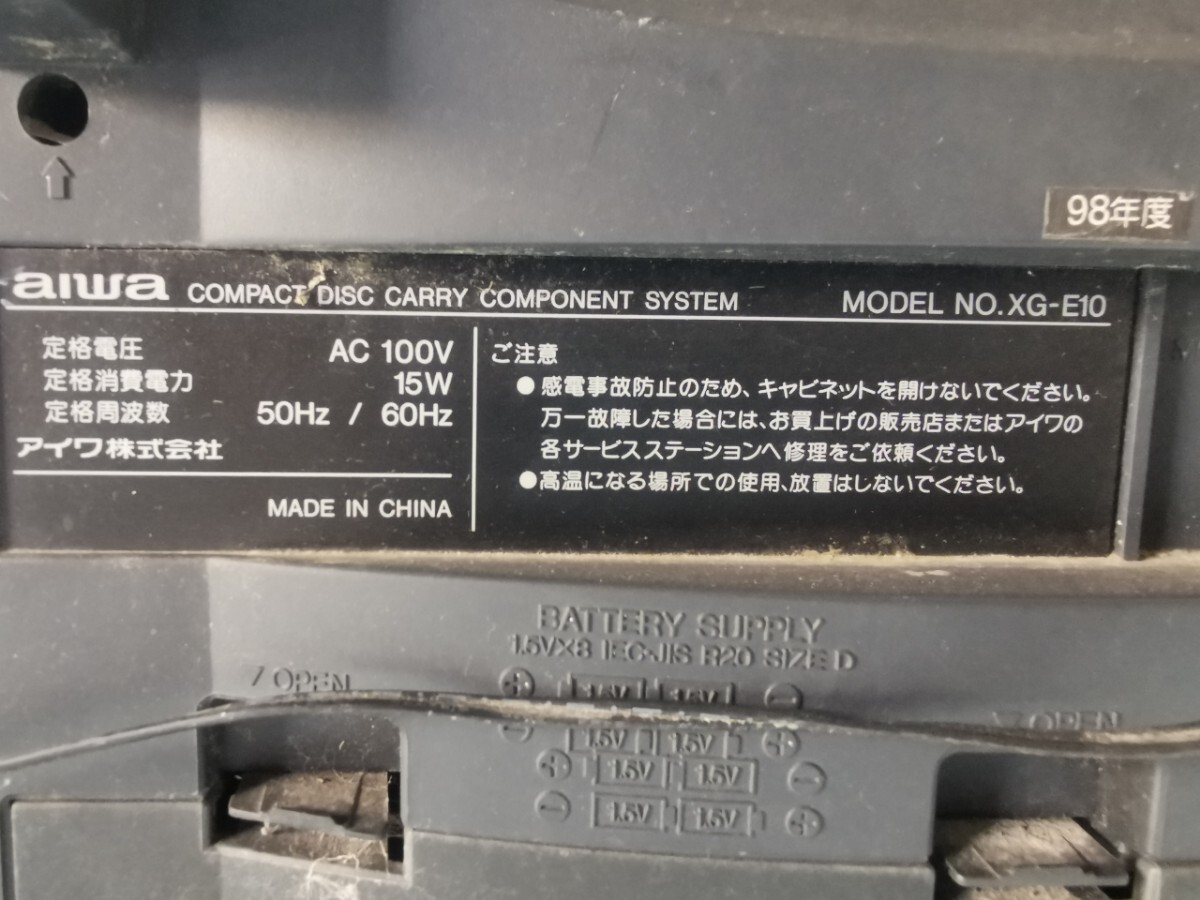 98年度
aiwa COMPACT DISC CARRY COMPONENT SYSTEM MODEL NO. XG-E10
定格電圧 AC 100V
定格消費電力 15W
定格周波数 50Hz / 60Hz
アイワ株式会社
MADE IN CHINA
ご注意
●感電事故防止のため、キャビネットを開けないでください。
万一故障した場合には、お買上げの販売店またはアイワの
各サービスステーションへ修理をご依頼ください。
●高温になる場所での使用、放置はしないでください。
BATTERY SUPPLY
1.5VX8 IEC·JIS R20 SIZE D
OPEN
OPEN
⊕ 1.5V 1.5V ⊖
⊖ 1.5V 1.5V ⊕
⊕ 1.5V 1.5V ⊖
⊖ 1.5V 1.5V ⊕